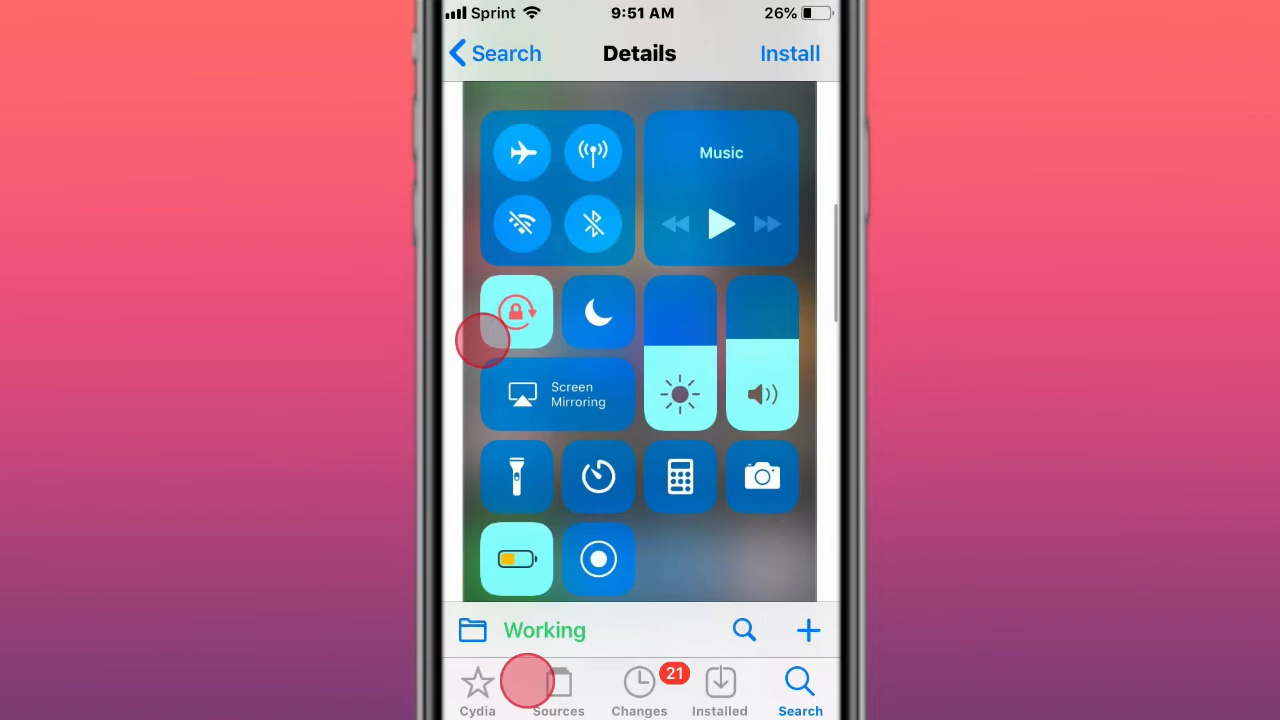 Sprint 9:51 AM 26%
Search Details Install
Music
Screen
Mirroring
Working
21
Cydia Sources Changes Installed Search